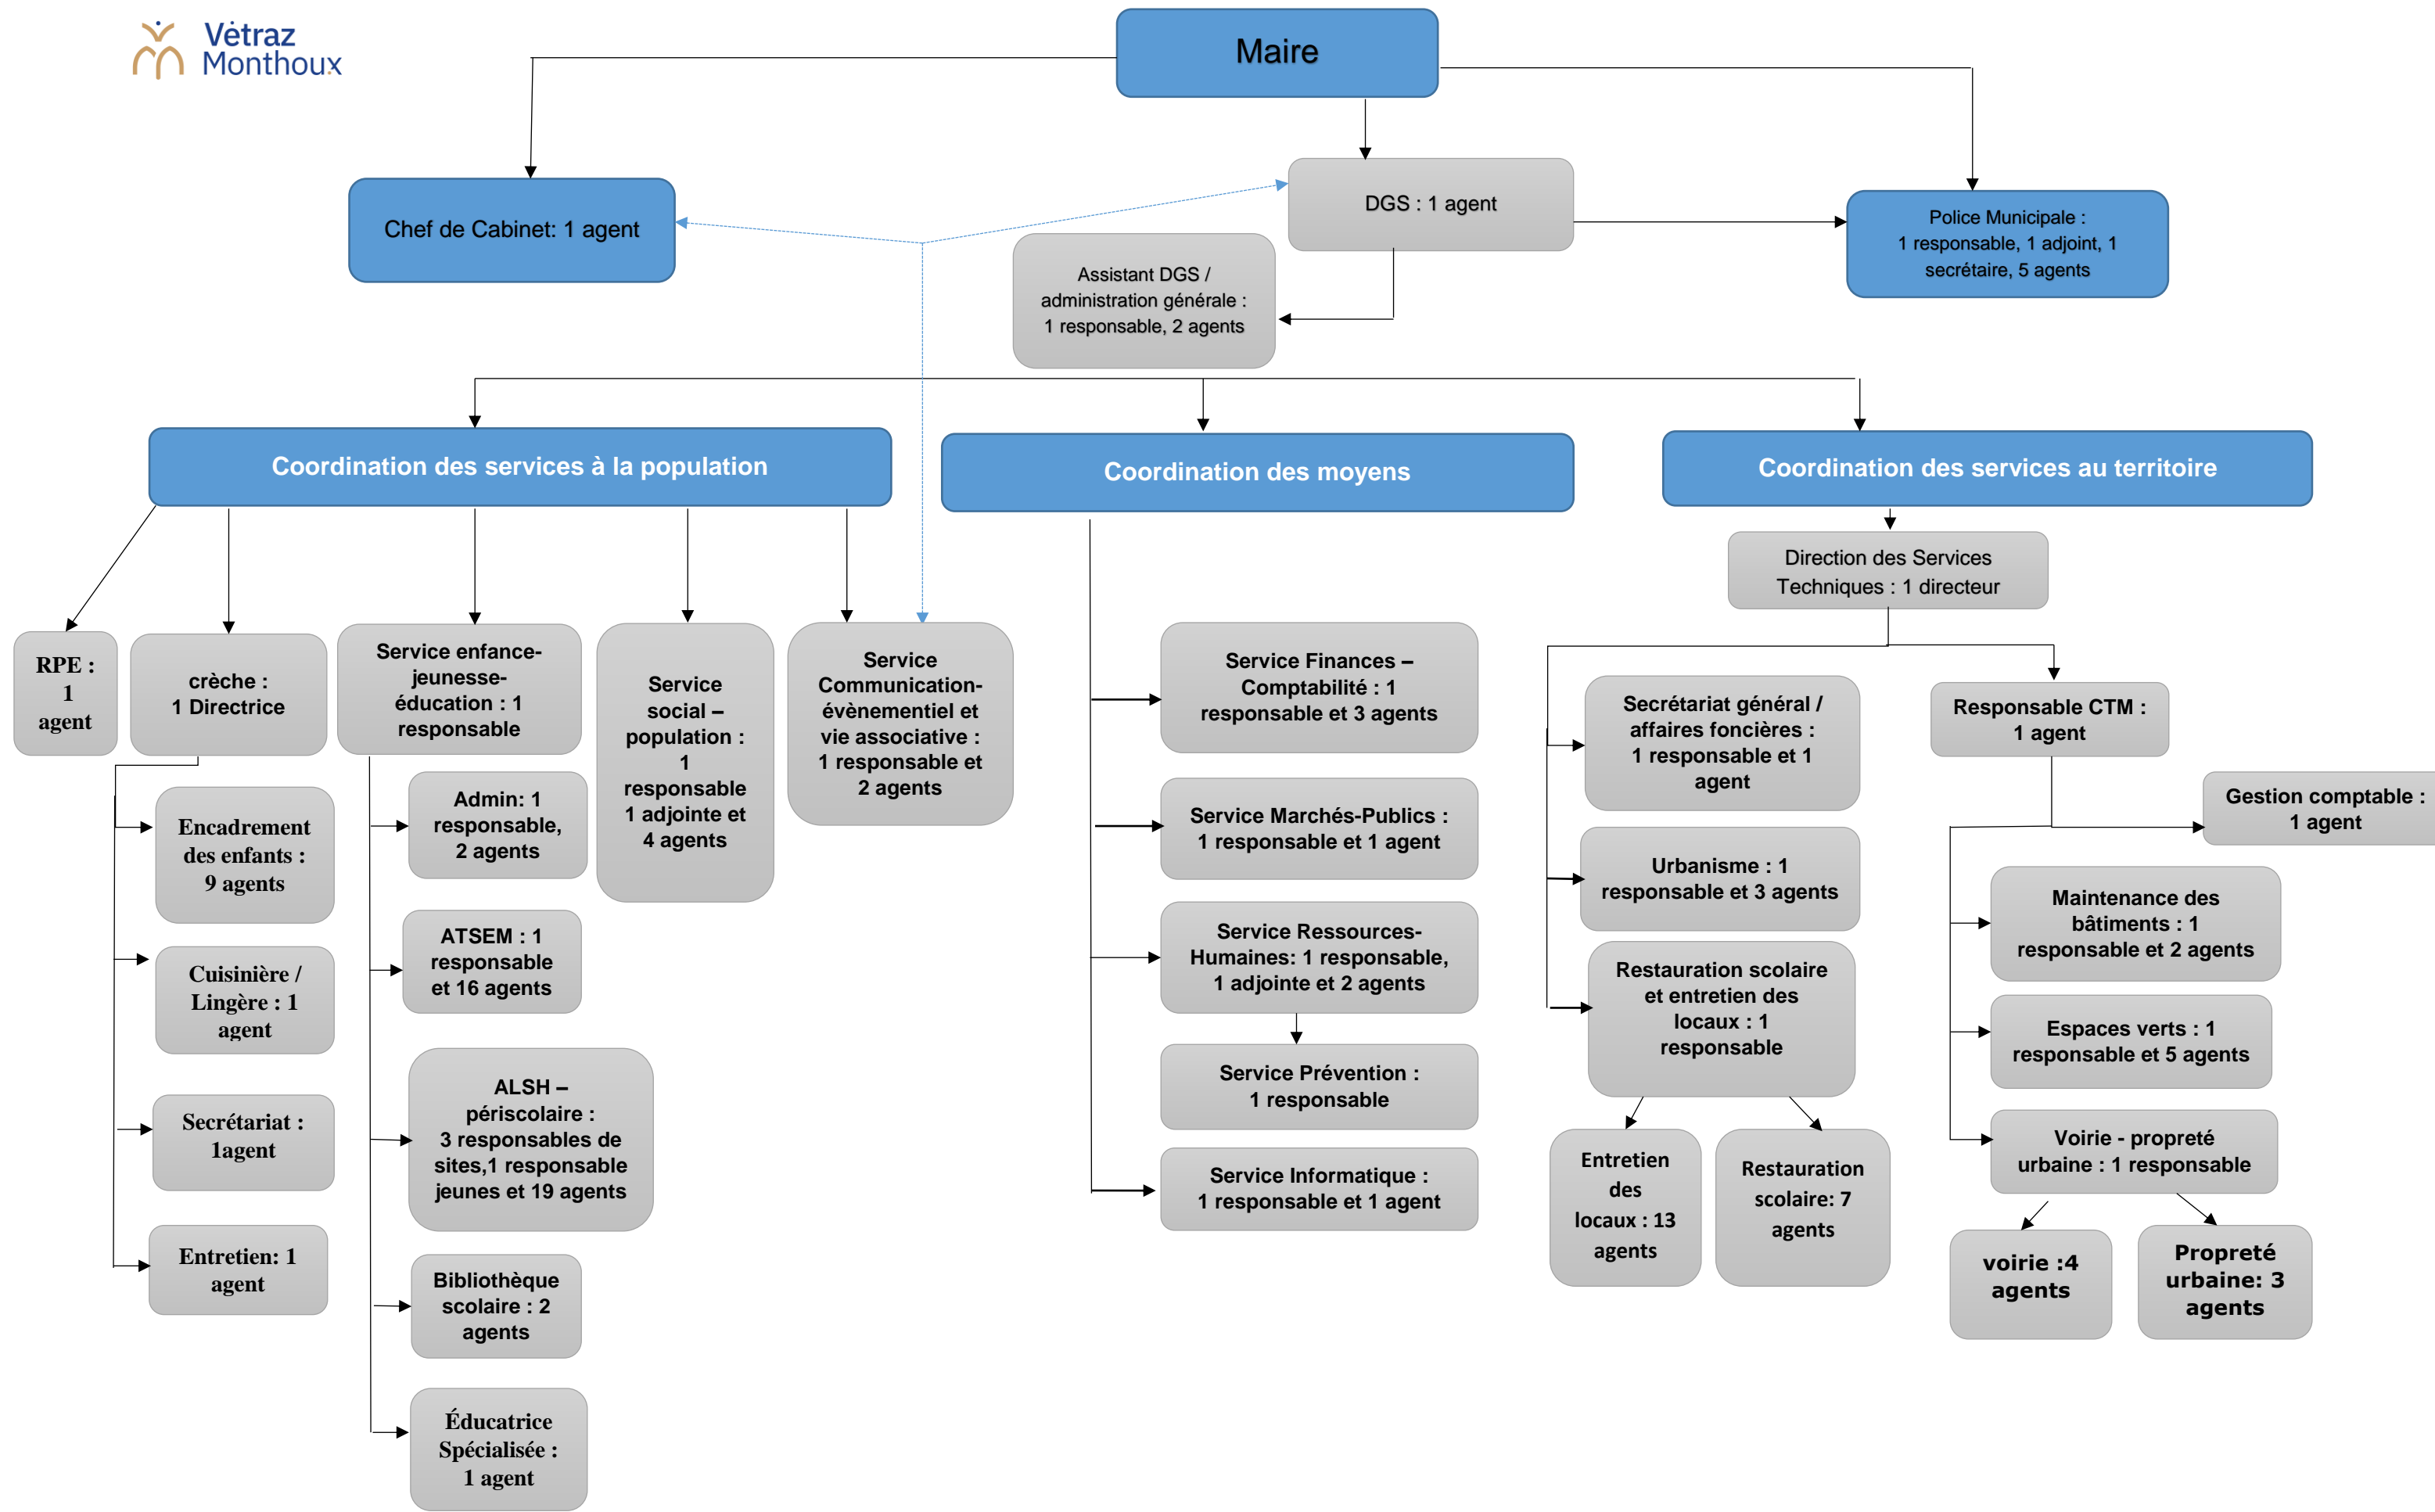 Vétraz
Monthoux
Maire
Chef de Cabinet: 1 agent
DGS : 1 agent
Police Municipale :
1 responsable, 1 adjoint, 1
secrétaire, 5 agents
Assistant DGS /
administration générale :
1 responsable, 2 agents
Coordination des services à la population
Coordination des moyens
Coordination des services au territoire
RPE :
1
agent
crèche :
1 Directrice
Encadrement
des enfants :
9 agents
Cuisinière /
Lingère : 1
agent
Secrétariat :
1agent
Entretien: 1
agent
Service enfance-
jeunesse-
éducation : 1
responsable
Admin: 1
responsable,
2 agents
ATSEM : 1
responsable
et 16 agents
ALSH –
périscolaire :
3 responsables de
sites,1 responsable
jeunes et 19 agents
Bibliothèque
scolaire : 2
agents
Éducatrice
Spécialisée :
1 agent
Service
social –
population :
1
responsable
1 adjointe et
4 agents
Service
Communication-
évènementiel et
vie associative :
1 responsable et
2 agents
Service Finances –
Comptabilité : 1
responsable et 3 agents
Service Marchés-Publics :
1 responsable et 1 agent
Service Ressources-
Humaines: 1 responsable,
1 adjointe et 2 agents
Service Prévention :
1 responsable
Service Informatique :
1 responsable et 1 agent
Direction des Services
Techniques : 1 directeur
Secrétariat général /
affaires foncières :
1 responsable et 1
agent
Urbanisme : 1
responsable et 3 agents
Restauration scolaire
et entretien des
locaux : 1
responsable
Entretien
des
locaux : 13
agents
Restauration
scolaire: 7
agents
Responsable CTM :
1 agent
Gestion comptable :
1 agent
Maintenance des
bâtiments : 1
responsable et 2 agents
Espaces verts : 1
responsable et 5 agents
Voirie - propreté
urbaine : 1 responsable
voirie :4
agents
Propreté
urbaine: 3
agents